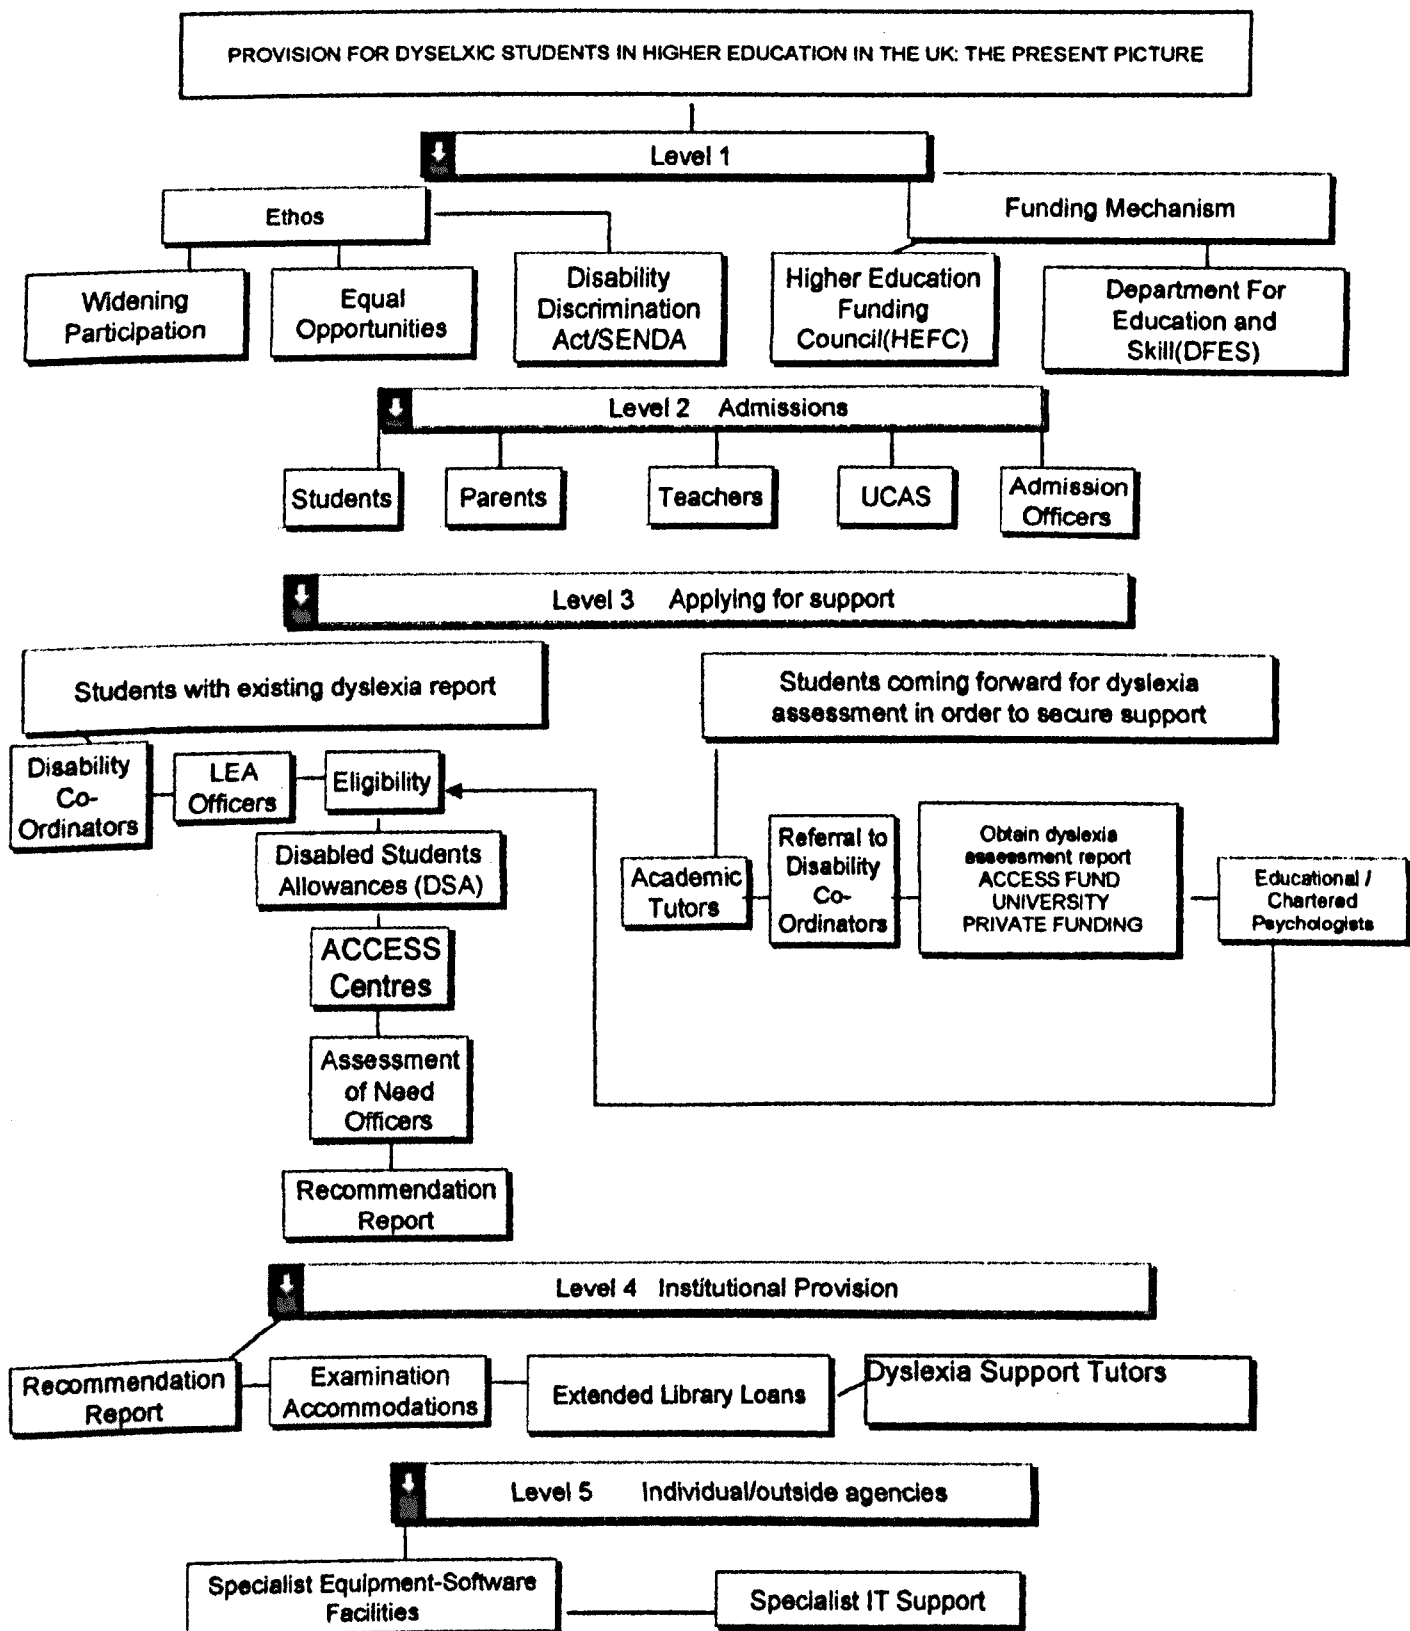 PROVISION FOR DYSELXIC STUDENTS IN HIGHER EDUCATION IN THE UK: THE PRESENT PICTURE
Level 1
Ethos
Funding Mechanism
Widening
Participation
Equal
Opportunities
Disability
Discrimination
Act/SENDA
Higher Education
Funding
Council(HEFC)
Department For
Education and
Skill(DFES)
Level 2 Admissions
Students
Parents
Teachers
UCAS
Admission
Officers
Level 3 Applying for support
Students with existing dyslexia report
Students coming forward for dyslexia
assessment in order to secure support
Disability
Co-
Ordinators
LEA
Officers
Eligibility
Disabled Students
Allowances (DSA)
ACCESS
Centres
Assessment
of Need
Officers
Recommendation
Report
Academic
Tutors
Referral to
Disability
Co-
Ordinators
Obtain dyslexia
assessment report
ACCESS FUND
UNIVERSITY
PRIVATE FUNDING
Educational /
Chartered
Psychologists
Level 4 Institutional Provision
Recommendation
Report
Examination
Accommodations
Extended Library Loans
Dyslexia Support Tutors
Level 5 Individual/outside agencies
Specialist Equipment-Software
Facilities
Specialist IT Support